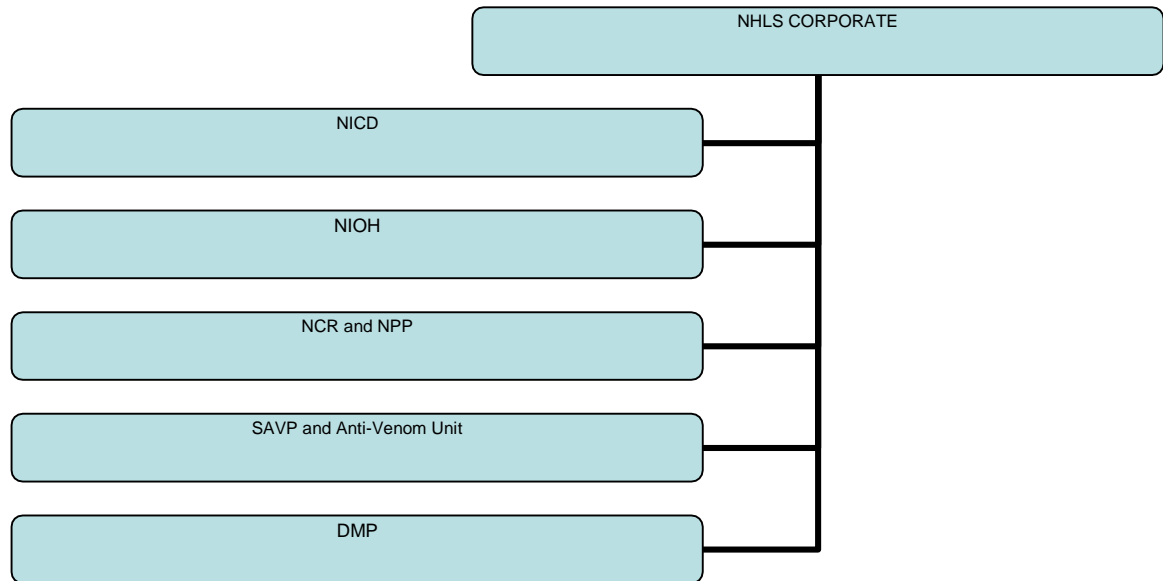 NHLS CORPORATE
NICD
NIOH
NCR and NPP
SAVP and Anti-Venom Unit
DMP